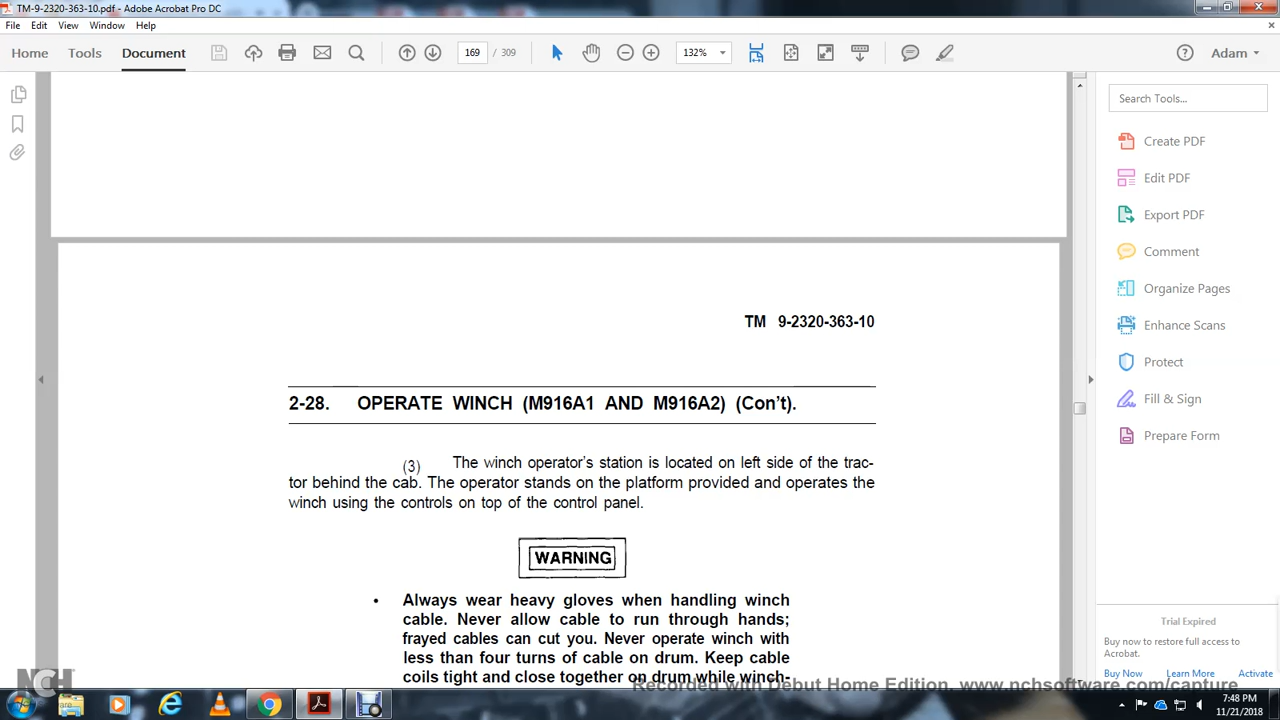 TM-9-2320-363-10.pdf - Adobe Acrobat Pro DC
File Edit View Window Help
Home Tools Document 169 / 309 132% Adam
Search Tools...
Create PDF
Edit PDF
Export PDF
Comment
Organize Pages
Enhance Scans
Protect
Fill & Sign
Prepare Form
TM 9-2320-363-10
2-28. OPERATE WINCH (M916A1 AND M916A2) (Con't).
(3) The winch operator's station is located on left side of the trac-
tor behind the cab. The operator stands on the platform provided and operates the
winch using the controls on top of the control panel.
WARNING
• Always wear heavy gloves when handling winch
cable. Never allow cable to run through hands;
frayed cables can cut you. Never operate winch with
less than four turns of cable on drum. Keep cable
coils tight and close together on drum while winch-
Trial Expired
Buy now to restore full access to
Acrobat.
Buy Now Learn More Activate
NCH
Recorded with Debut Home Edition. www.nchsoftware.com/capture
7:48 PM
11/21/2018